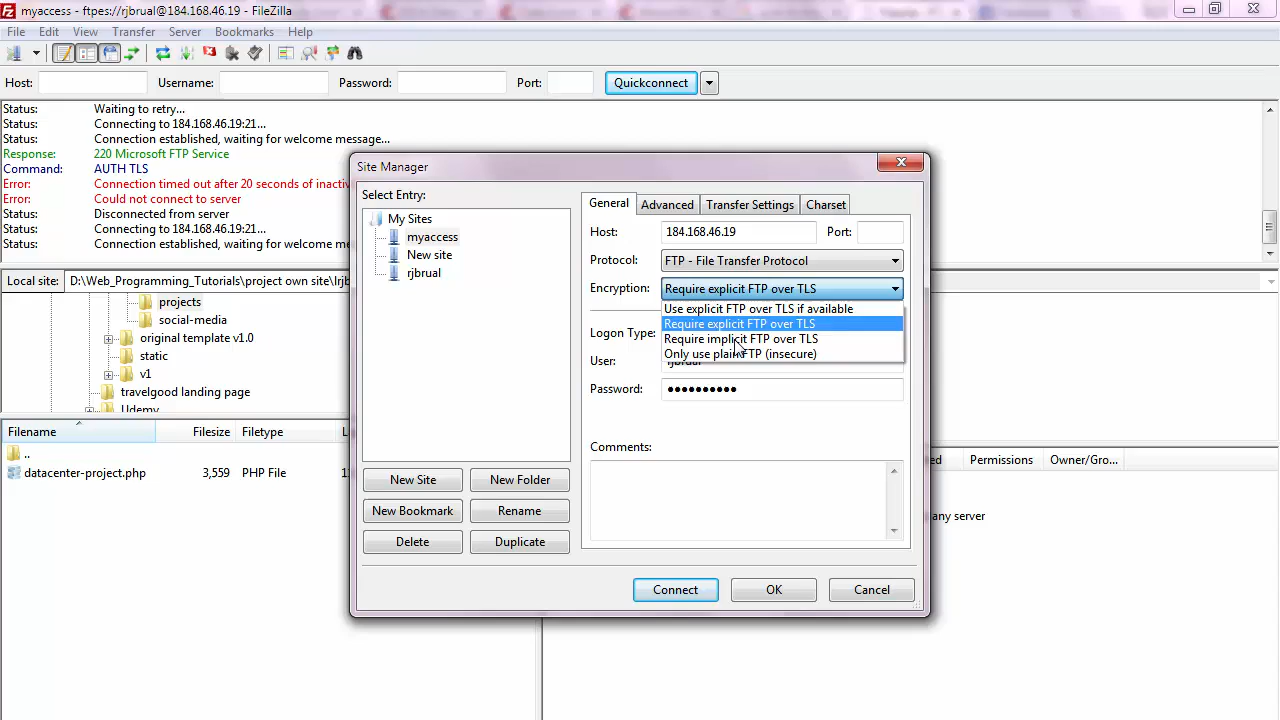 myaccess - ftpes://rjbrual@184.168.46.19 - FileZilla
File Edit View Transfer Server Bookmarks Help
Host: Username: Password: Port: Quickconnect
Status: Waiting to retry...
Status: Connecting to 184.168.46.19:21...
Status: Connection established, waiting for welcome message...
Response: 220 Microsoft FTP Service
Command: AUTH TLS
Error: Connection timed out after 20 seconds of inactiv
Error: Could not connect to server
Status: Disconnected from server
Status: Connecting to 184.168.46.19:21...
Status: Connection established, waiting for welcome
Local site: D:\Web_Programming_Tutorials\project own site\
projects
social-media
original template v1.0
static
v1
travelgood landing page
Udemy
Filename Filesize Filetype
..
datacenter-project.php 3,559 PHP File
Permissions Owner/Gro...
any server
Site Manager
Select Entry:
My Sites
myaccess
New site
rjbrual
New Site New Folder
New Bookmark Rename
Delete Duplicate
General Advanced Transfer Settings Charset
Host: 184.168.46.19 Port:
Protocol: FTP - File Transfer Protocol
Encryption: Require explicit FTP over TLS
Use explicit FTP over TLS if available
Require explicit FTP over TLS
Require implicit FTP over TLS
Only use plain FTP (insecure)
Logon Type:
User: rjbrual
Password: ●●●●●●●●●●
Comments:
Connect OK Cancel